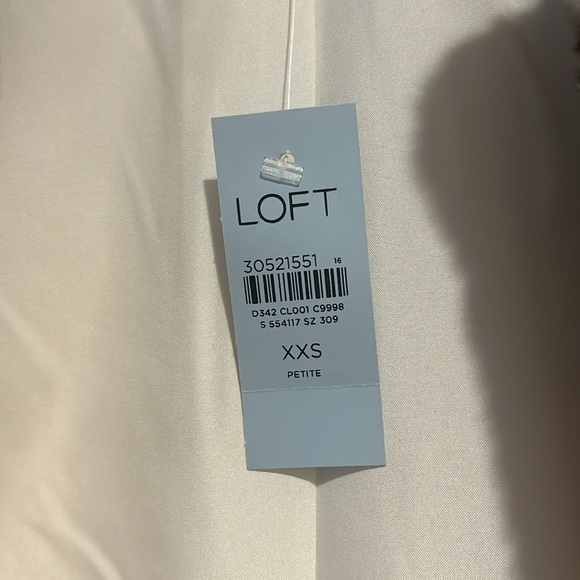 LOFT
30521551 16
D342 CL001 C9998
S 554117 SZ 309
XXS
PETITE